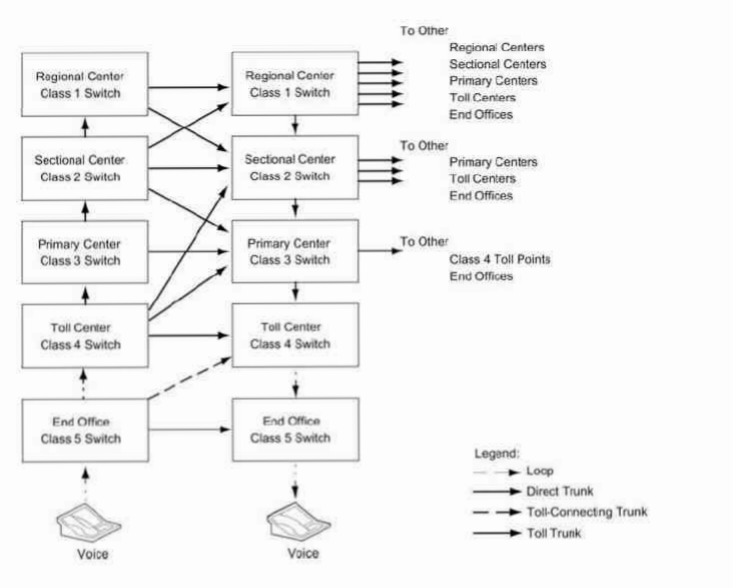 To Other
Regional Centers
Sectional Centers
Primary Centers
Toll Centers
End Offices
Regional Center
Class 1 Switch
Regional Center
Class 1 Switch
To Other
Primary Centers
Toll Centers
End Offices
Sectional Center
Class 2 Switch
Sectional Center
Class 2 Switch
To Other
Class 4 Toll Points
End Offices
Primary Center
Class 3 Switch
Primary Center
Class 3 Switch
Toll Center
Class 4 Switch
Toll Center
Class 4 Switch
End Office
Class 5 Switch
End Office
Class 5 Switch
Legend:
Loop
Direct Trunk
Toll-Connecting Trunk
Toll Trunk
Voice
Voice